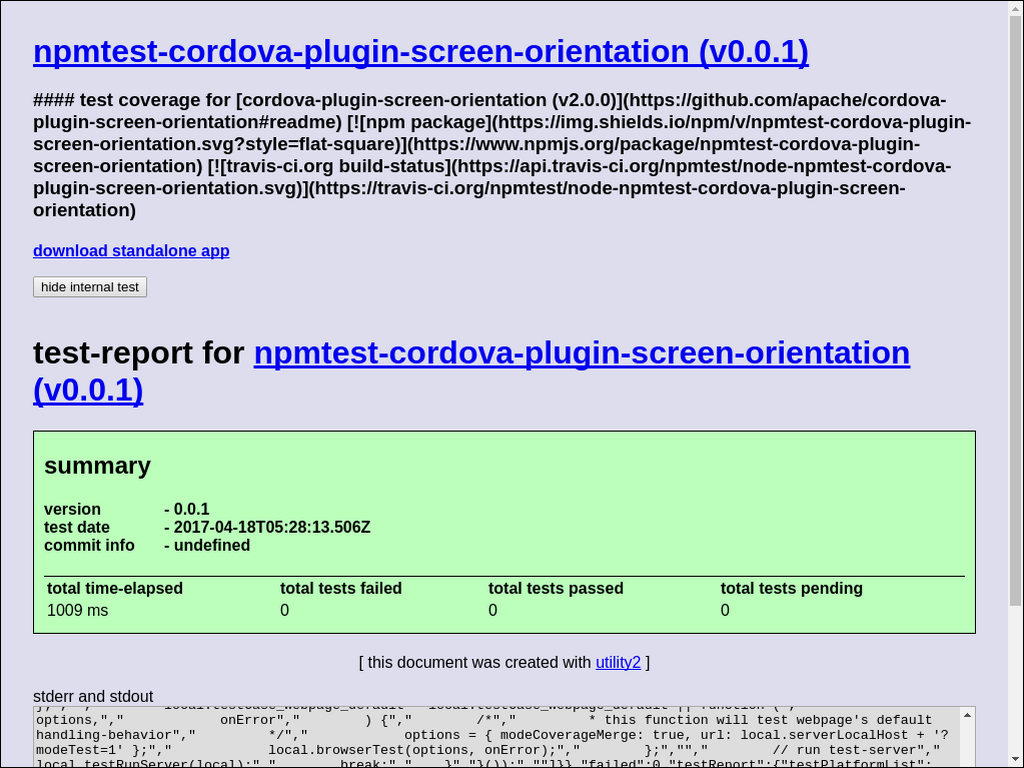 npmtest-cordova-plugin-screen-orientation (v0.0.1)
#### test coverage for [cordova-plugin-screen-orientation (v2.0.0)](https://github.com/apache/cordova-
plugin-screen-orientation#readme) [![npm package](https://img.shields.io/npm/v/npmtest-cordova-plugin-
screen-orientation.svg?style=flat-square)](https://www.npmjs.org/package/npmtest-cordova-plugin-
screen-orientation) [![travis-ci.org build-status](https://api.travis-ci.org/npmtest/node-npmtest-cordova-
plugin-screen-orientation.svg)](https://travis-ci.org/npmtest/node-npmtest-cordova-plugin-screen-
orientation)
download standalone app
hide internal test
test-report for npmtest-cordova-plugin-screen-orientation
(v0.0.1)
summary
version - 0.0.1
test date - 2017-04-18T05:28:13.506Z
commit info - undefined
total time-elapsed total tests failed total tests passed total tests pending
1009 ms 0 0 0
[ this document was created with utility2 ]
stderr and stdout
options,"," onError"," ) {"," /*"," * this function will test webpage's default
handling-behavior"," */"," options = { modeCoverageMerge: true, url: local.serverLocalHost + '?
modeTest=1' };"," local.browserTest(options, onError);"," };",""," // run test-server","
local.testRunServer(local);"," break;"," }","}());",""]}},"failed":0,"testReport":{"testPlatformList":